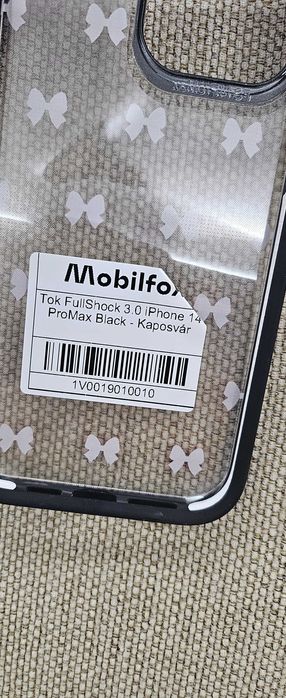 Mobilfox
Tok FullShock 3.0 iPhone 14
ProMax Black - Kaposvár
1V0019010010